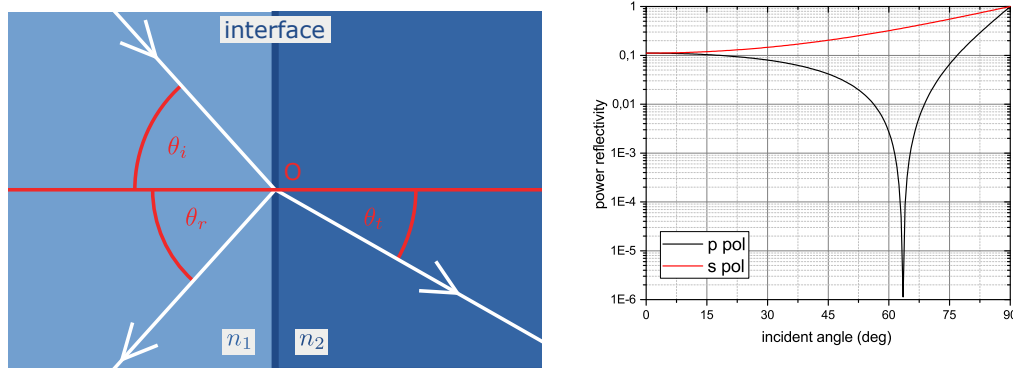 interface
θi
O
θr
θt
n1
n2
power reflectivity
1
0,1
0,01
1E-3
1E-4
1E-5
1E-6
p pol
s pol
0
15
30
45
60
75
90
incident angle (deg)